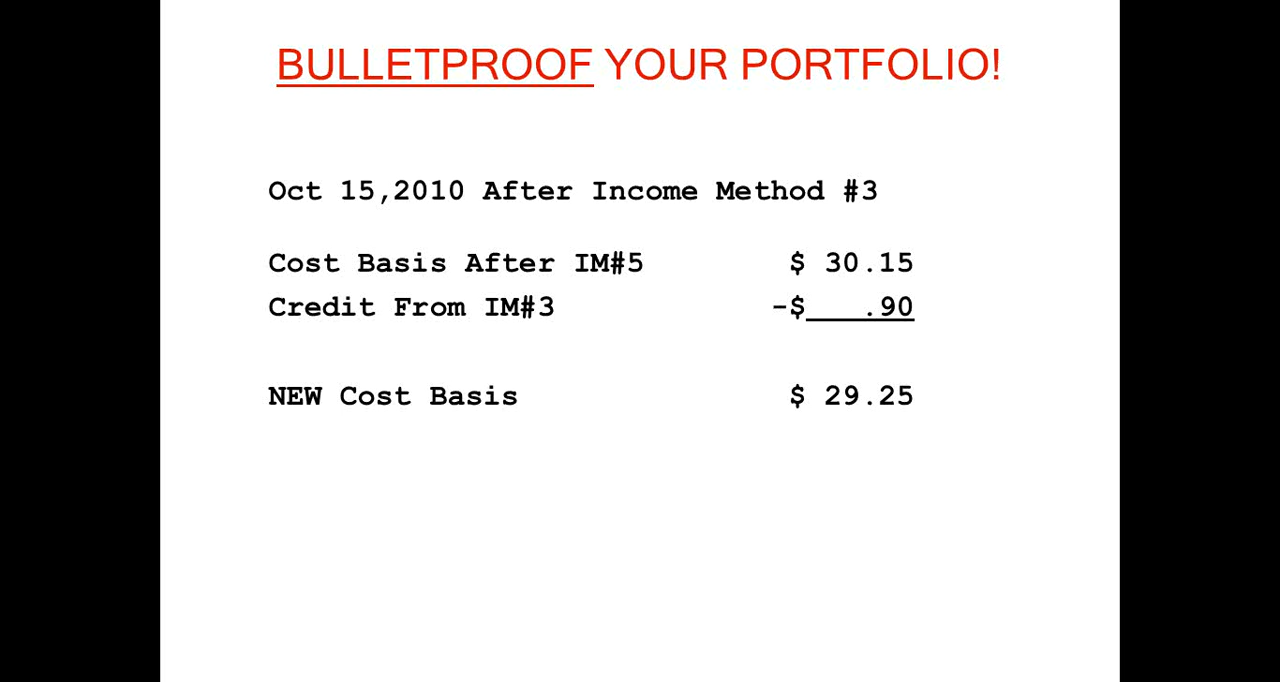 BULLETPROOF YOUR PORTFOLIO!
Oct 15,2010 After Income Method #3
Cost Basis After IM#5 $ 30.15
Credit From IM#3 -$ .90
NEW Cost Basis $ 29.25